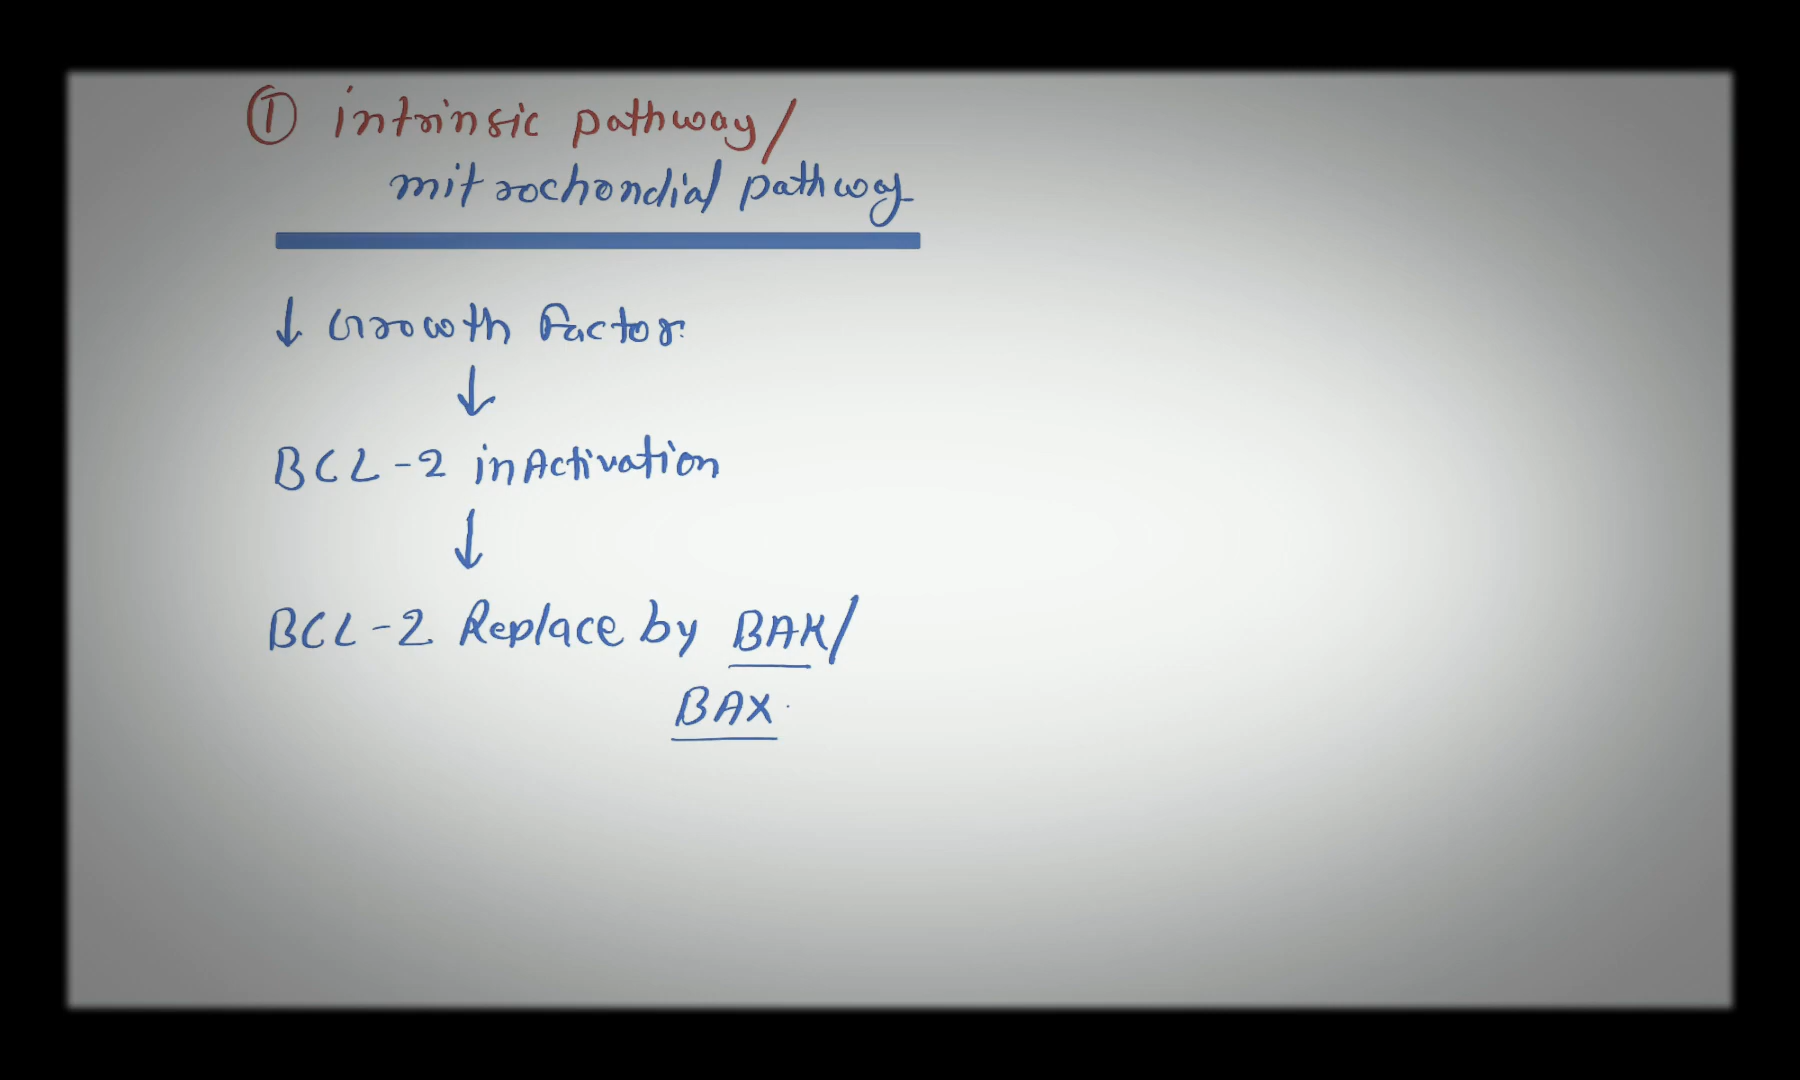 ① intrinsic pathway/
mitrochondial pathway
↓ Growth Factor
↓
BCL-2 inActivation
↓
BCL-2 Replace by BAK/
BAX